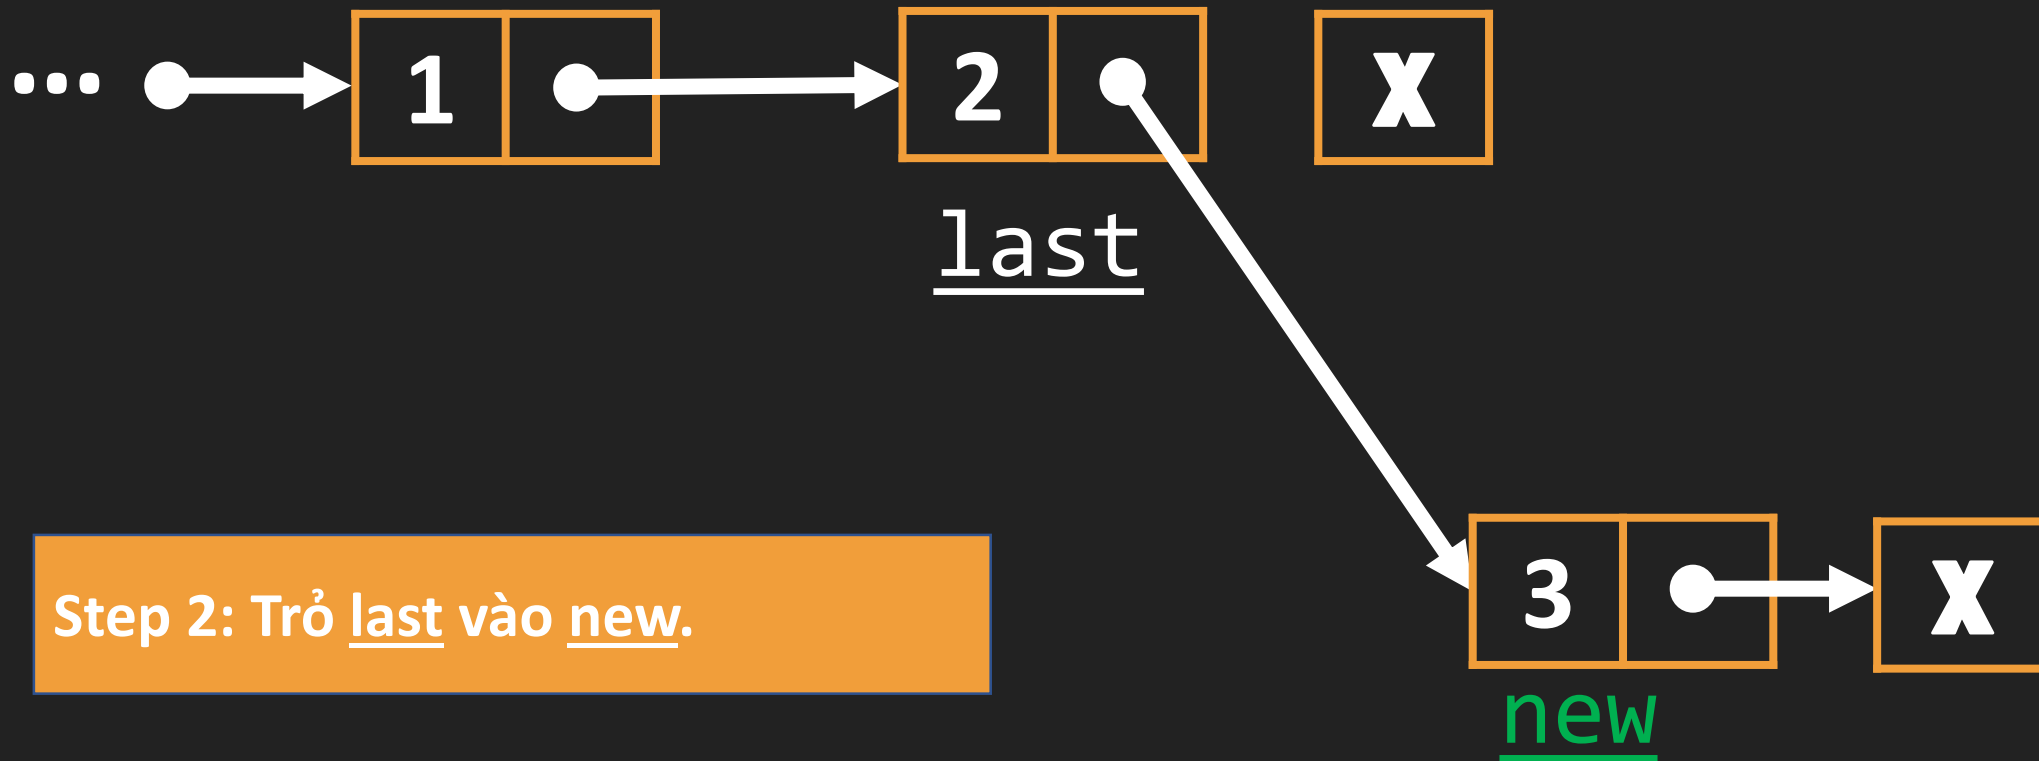 ... 1 2 X
last
Step 2: Trỏ last vào new.
3 X
new